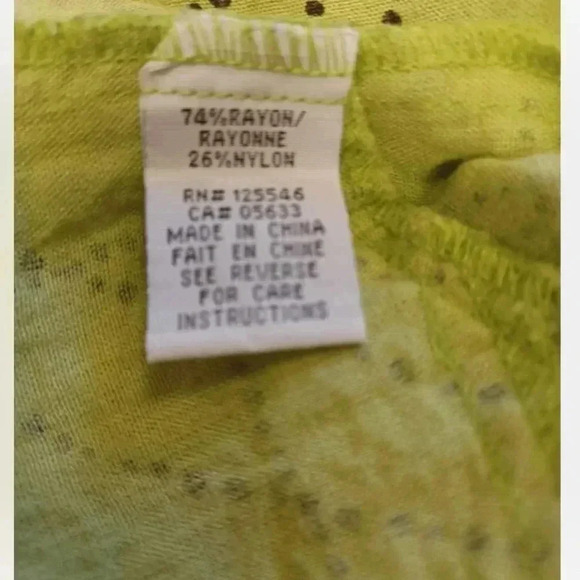 74%RAYON/
RAYONNE
26%NYLON
RN# 125546
CA# 05633
MADE IN CHINA
FAIT EN CHINE
SEE REVERSE
FOR CARE
INSTRUCTIONS